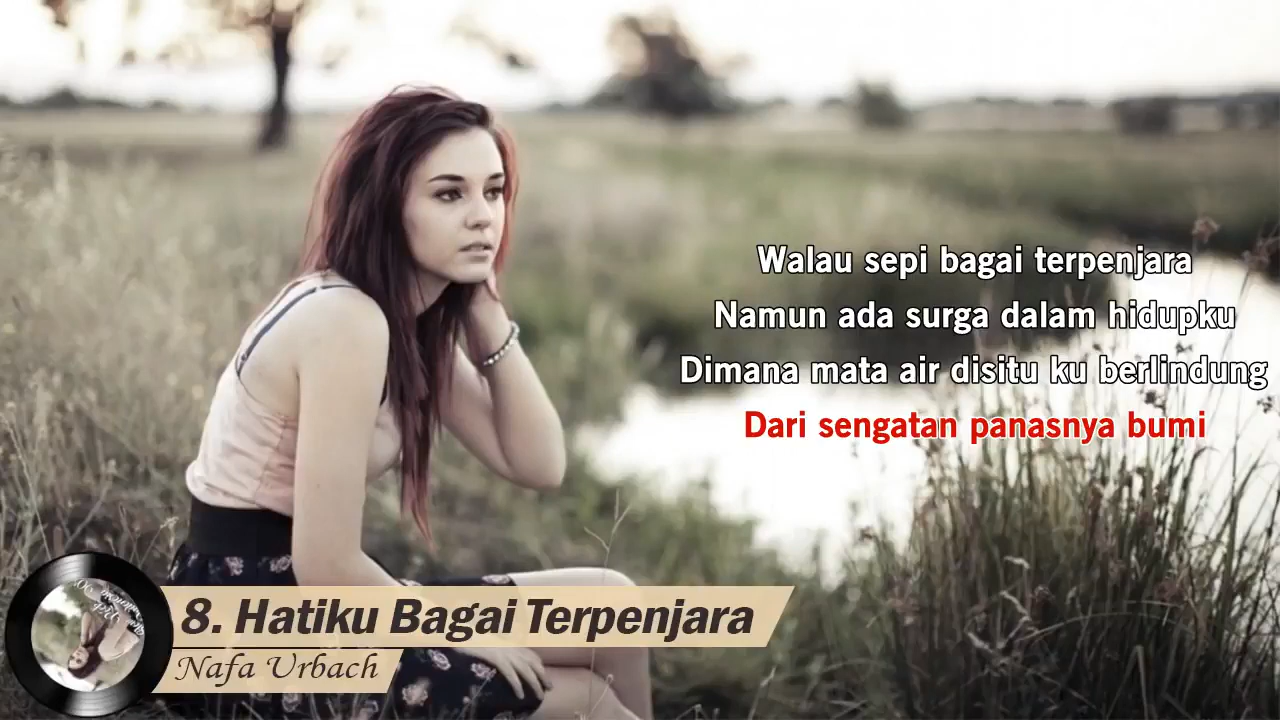 Walau sepi bagai terpenjara
Namun ada surga dalam hidupku
Dimana mata air disitu ku berlindung
Dari sengatan panasnya bumi
8. Hatiku Bagai Terpenjara
Nafa Urbach